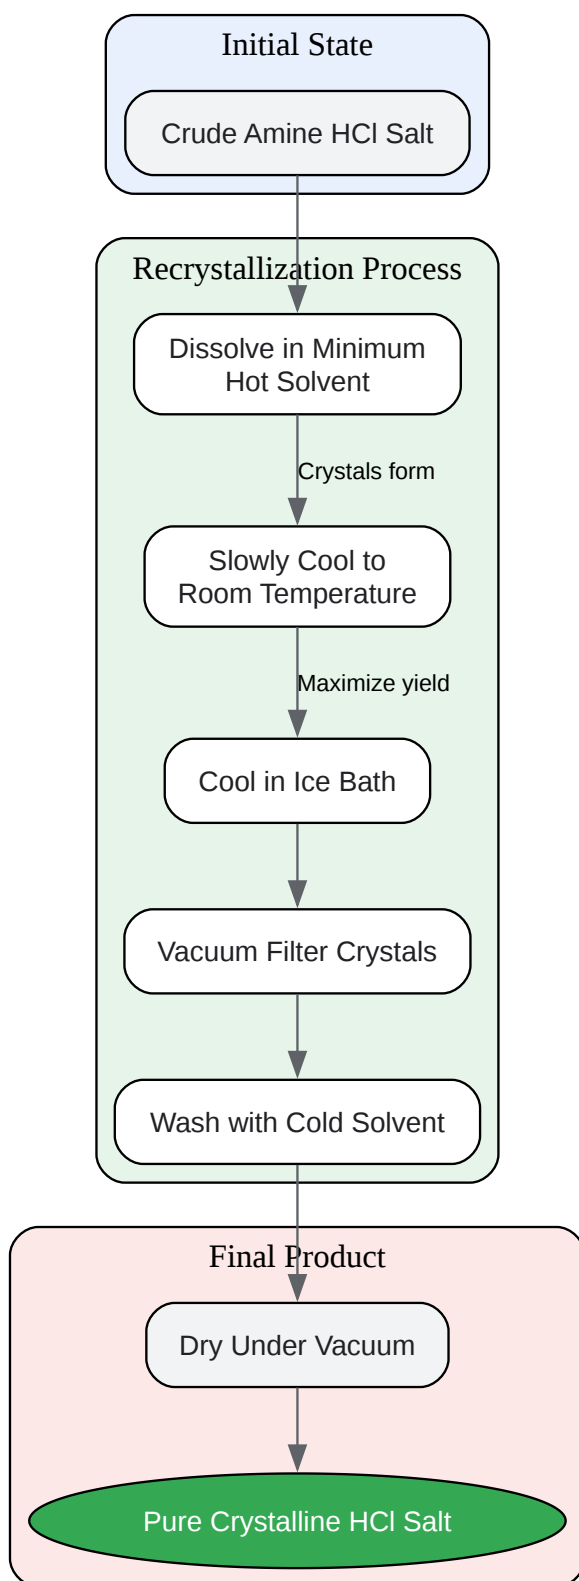 Initial State
Crude Amine HCl Salt
Recrystallization Process
Dissolve in Minimum
Hot Solvent
Crystals form
Slowly Cool to
Room Temperature
Maximize yield
Cool in Ice Bath
Vacuum Filter Crystals
Wash with Cold Solvent
Final Product
Dry Under Vacuum
Pure Crystalline HCl Salt